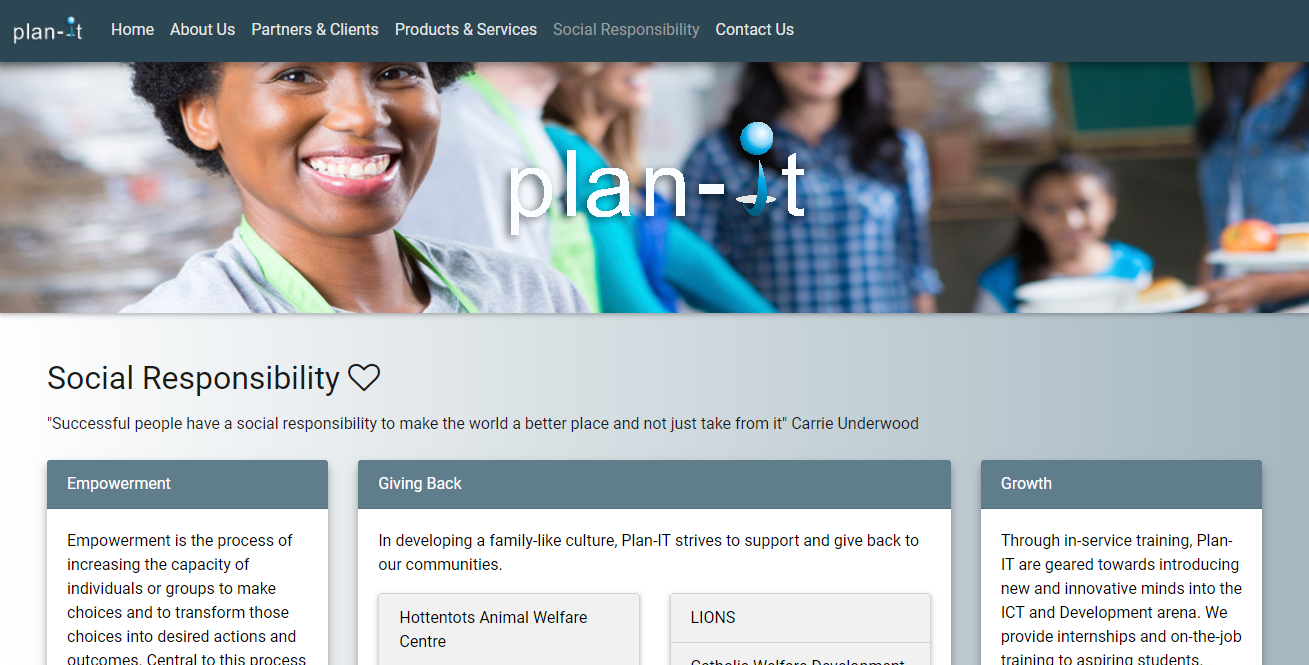 plan-it Home About Us Partners & Clients Products & Services Social Responsibility Contact Us
plan-it
Social Responsibility
"Successful people have a social responsibility to make the world a better place and not just take from it" Carrie Underwood
Empowerment
Empowerment is the process of
increasing the capacity of
individuals or groups to make
choices and to transform those
choices into desired actions and
outcomes. Central to this process
Giving Back
In developing a family-like culture, Plan-IT strives to support and give back to
our communities.
Hottentots Animal Welfare
Centre
LIONS
Catholic Welfare Development
Growth
Through in-service training, Plan-
IT are geared towards introducing
new and innovative minds into the
ICT and Development arena. We
provide internships and on-the-job
training to aspiring students.